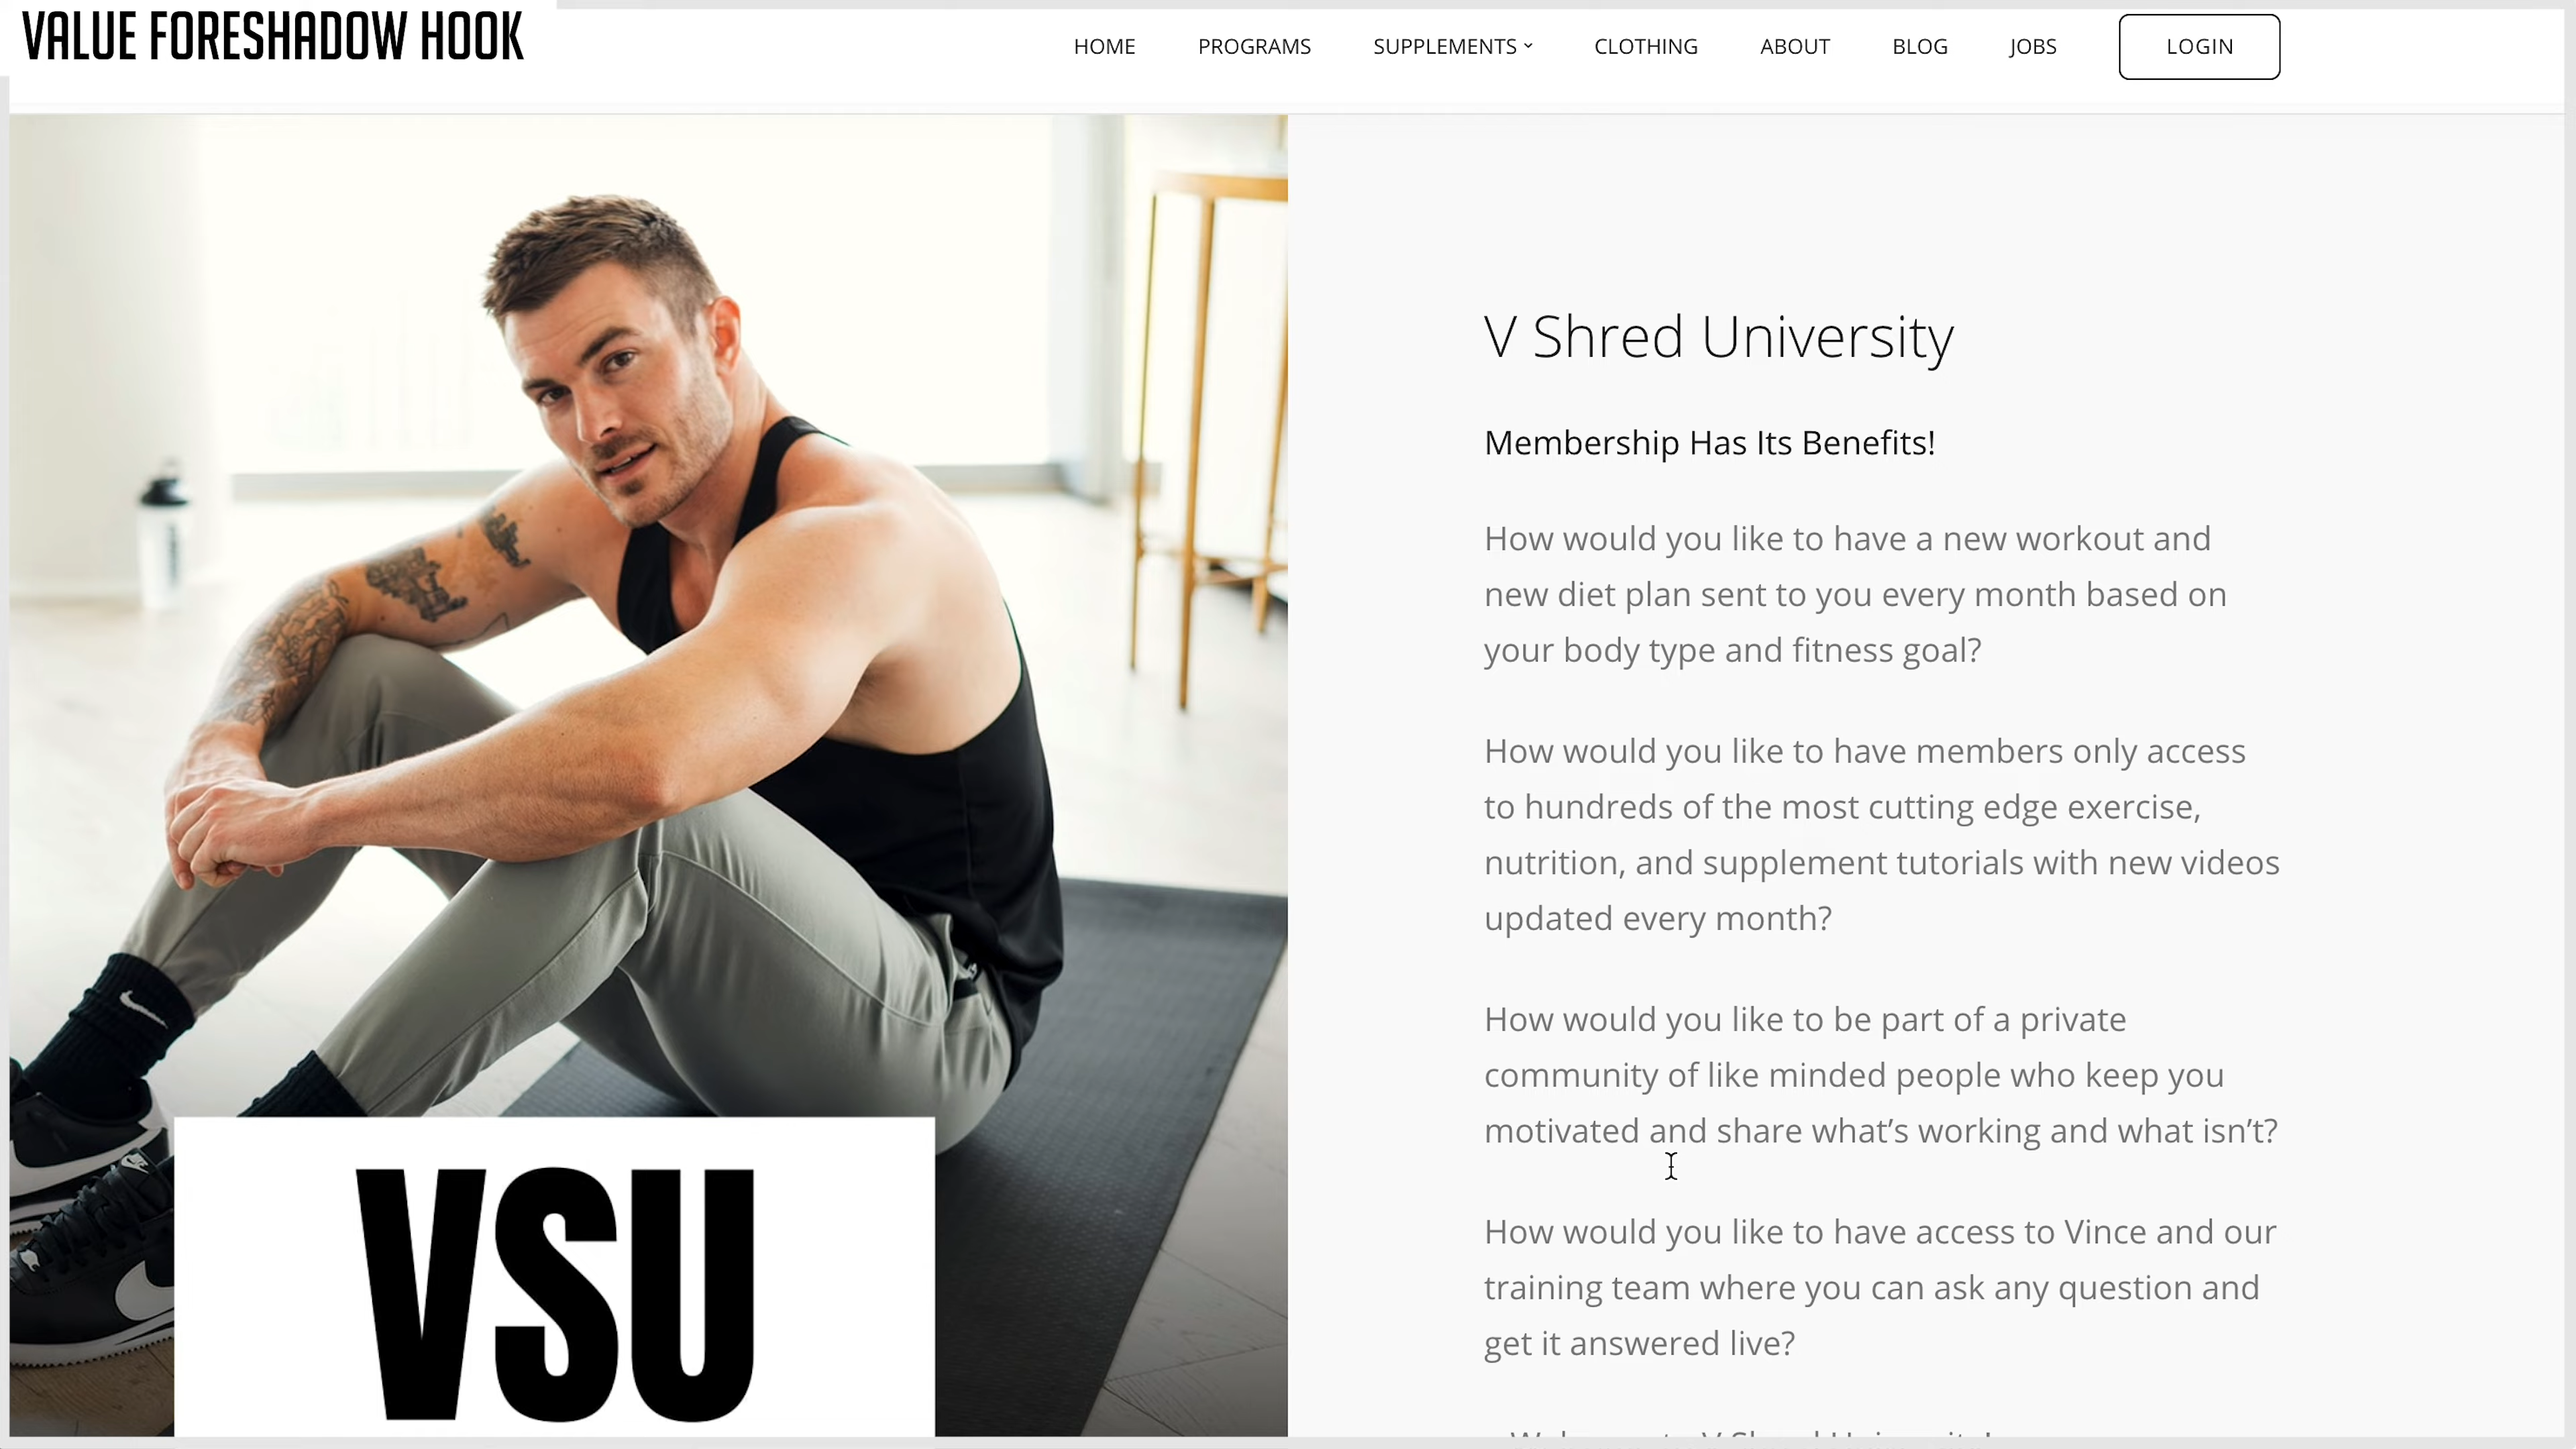 VALUE FORESHADOW HOOK
HOME PROGRAMS SUPPLEMENTS CLOTHING ABOUT BLOG JOBS LOGIN
V Shred University
Membership Has Its Benefits!
How would you like to have a new workout and
new diet plan sent to you every month based on
your body type and fitness goal?
How would you like to have members only access
to hundreds of the most cutting edge exercise,
nutrition, and supplement tutorials with new videos
updated every month?
How would you like to be part of a private
community of like minded people who keep you
motivated and share what’s working and what isn’t?
How would you like to have access to Vince and our
training team where you can ask any question and
get it answered live?
VSU